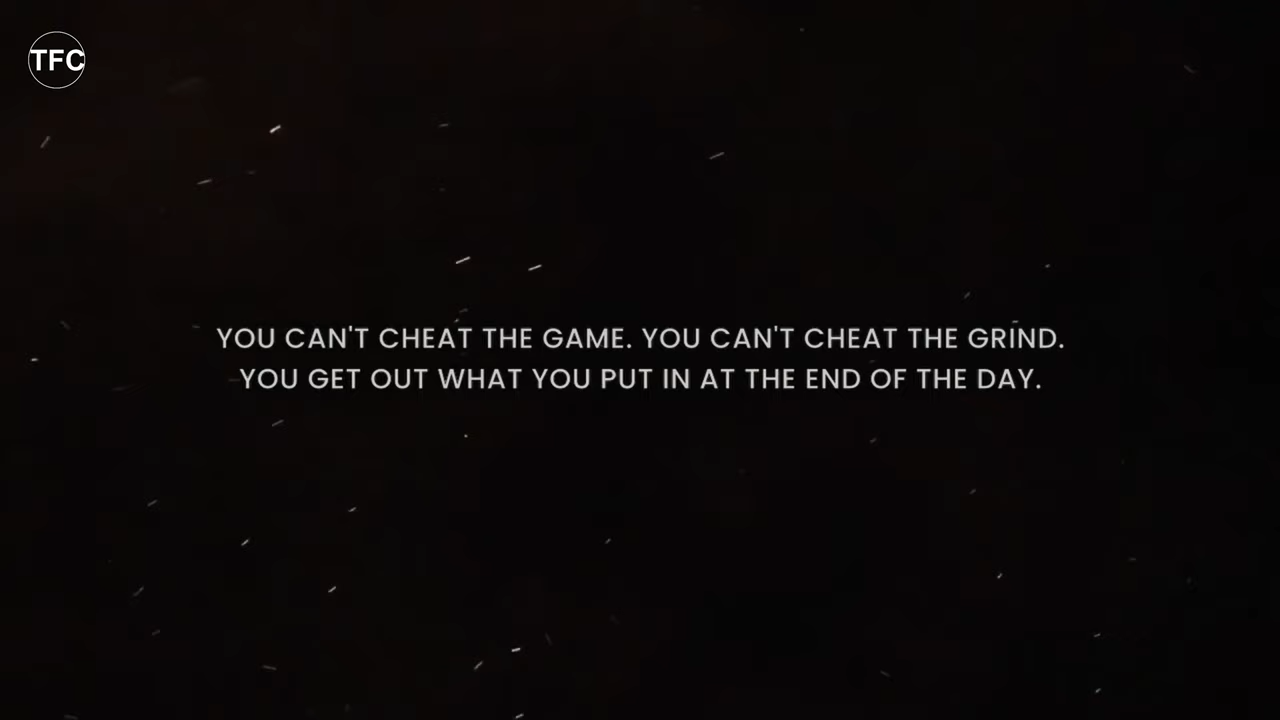 TFC
YOU CAN'T CHEAT THE GAME. YOU CAN'T CHEAT THE GRIND.
YOU GET OUT WHAT YOU PUT IN AT THE END OF THE DAY.